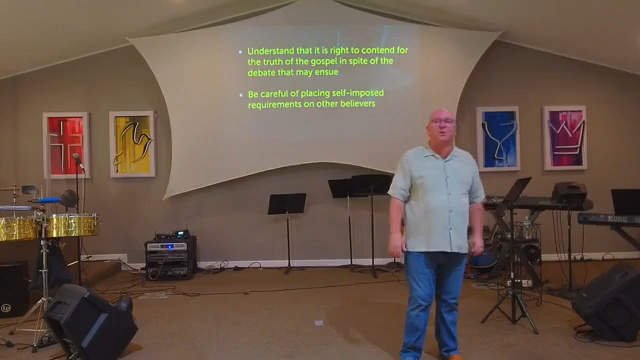 • Understand that it is right to contend for
the truth of the gospel in spite of the
debate that may ensue
• Be careful of placing self-imposed
requirements on other believers
LP